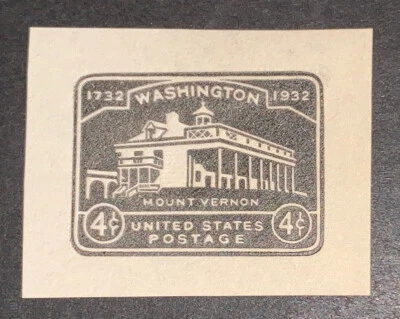 1732 WASHINGTON 1932
MOUNT VERNON
4¢ UNITED STATES 4¢
POSTAGE